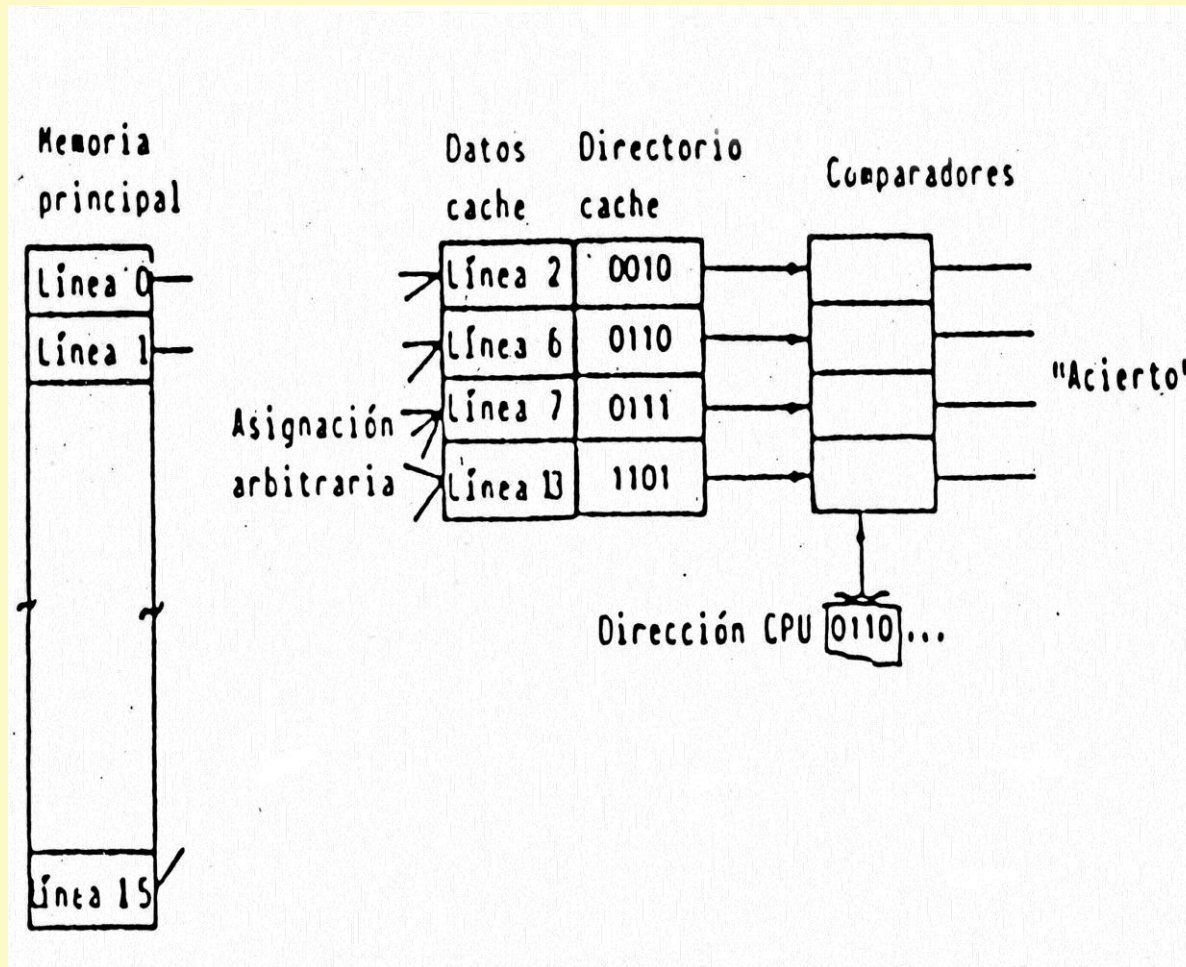 Memoria
principal
Línea 0
Línea 1
Línea 15
Asignación
arbitraria
Datos
cache
Directorio
cache
Línea 2 0010
Línea 6 0110
Línea 7 0111
Línea 13 1101
Comparadores
"Acierto"
Dirección CPU 0110 ...